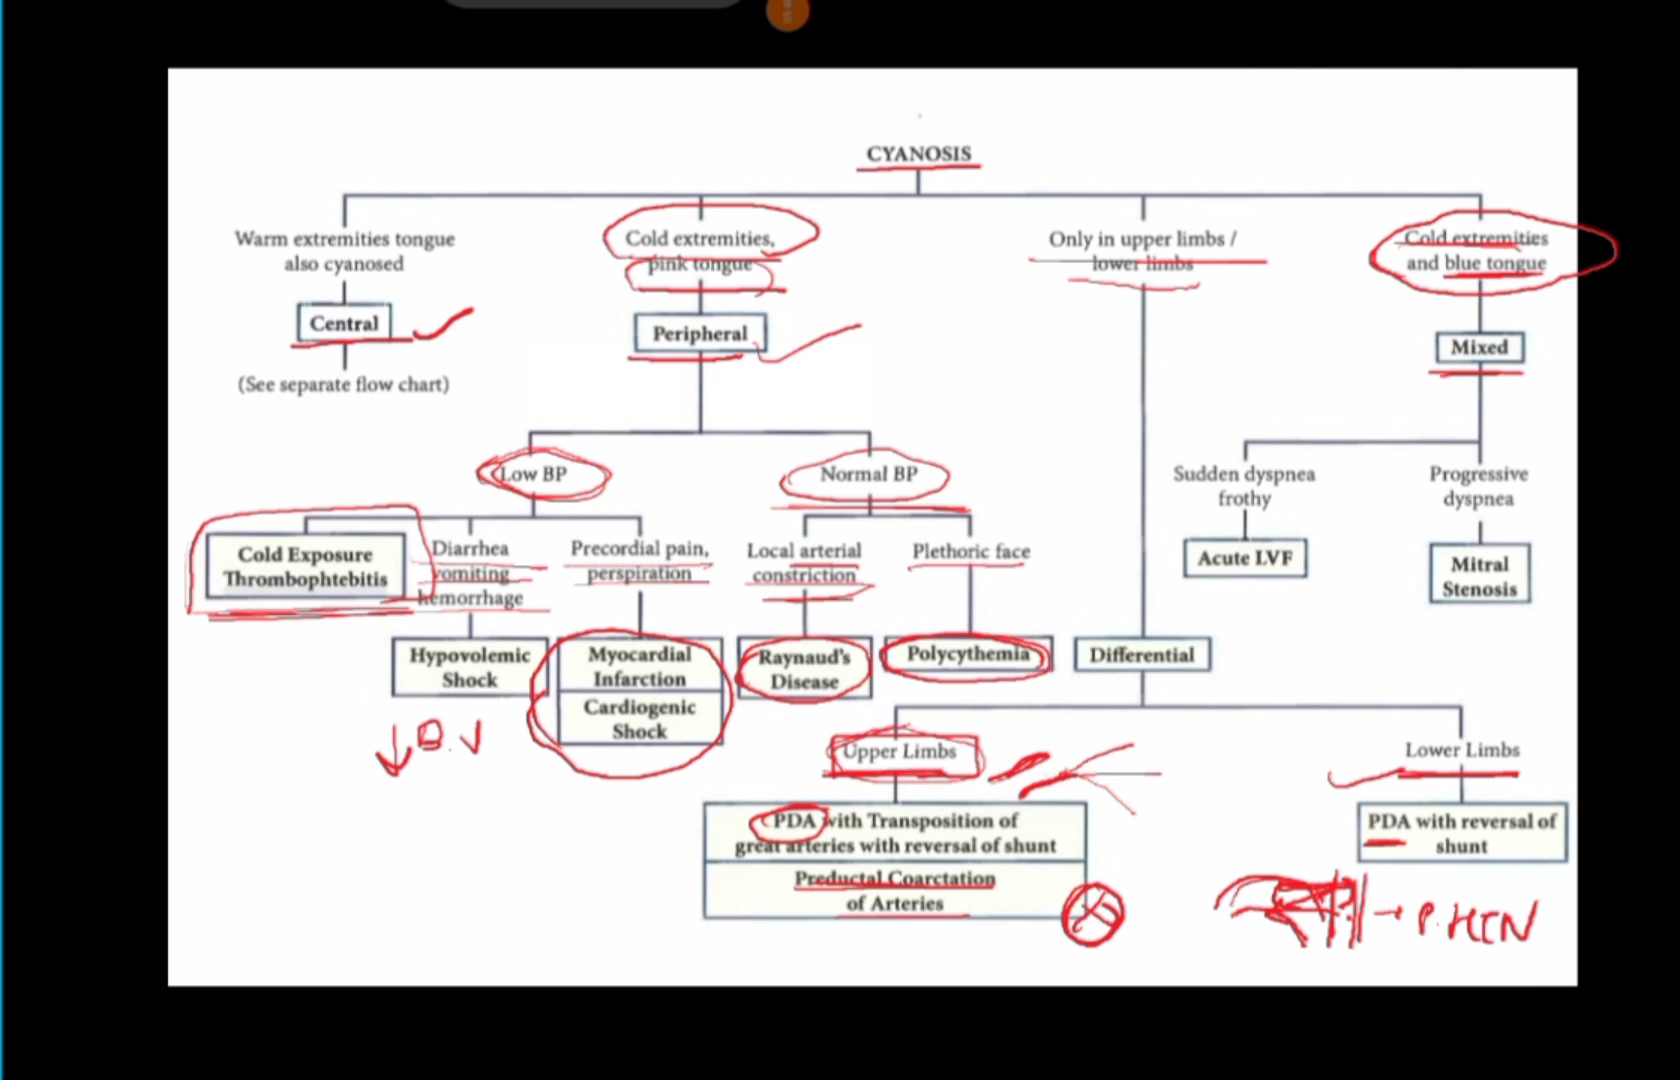 CYANOSIS
Warm extremities tongue
also cyanosed
Central
(See separate flow chart)
Cold extremities,
pink tongue
Peripheral
Only in upper limbs /
lower limbs
Cold extremities
and blue tongue
Mixed
Low BP
Normal BP
Sudden dyspnea
frothy
Acute LVF
Progressive
dyspnea
Mitral
Stenosis
Cold Exposure
Thrombophtebitis
Diarrhea
vomiting
hemorrhage
Hypovolemic
Shock
Precordial pain,
perspiration
Myocardial
Infarction
Cardiogenic
Shock
Local arterial
constriction
Raynaud's
Disease
Plethoric face
Polycythemia
Differential
↓ B.V
Upper Limbs
PDA with Transposition of
great arteries with reversal of shunt
Preductal Coarctation
of Arteries
Lower Limbs
PDA with reversal of
shunt
→ P.HTN